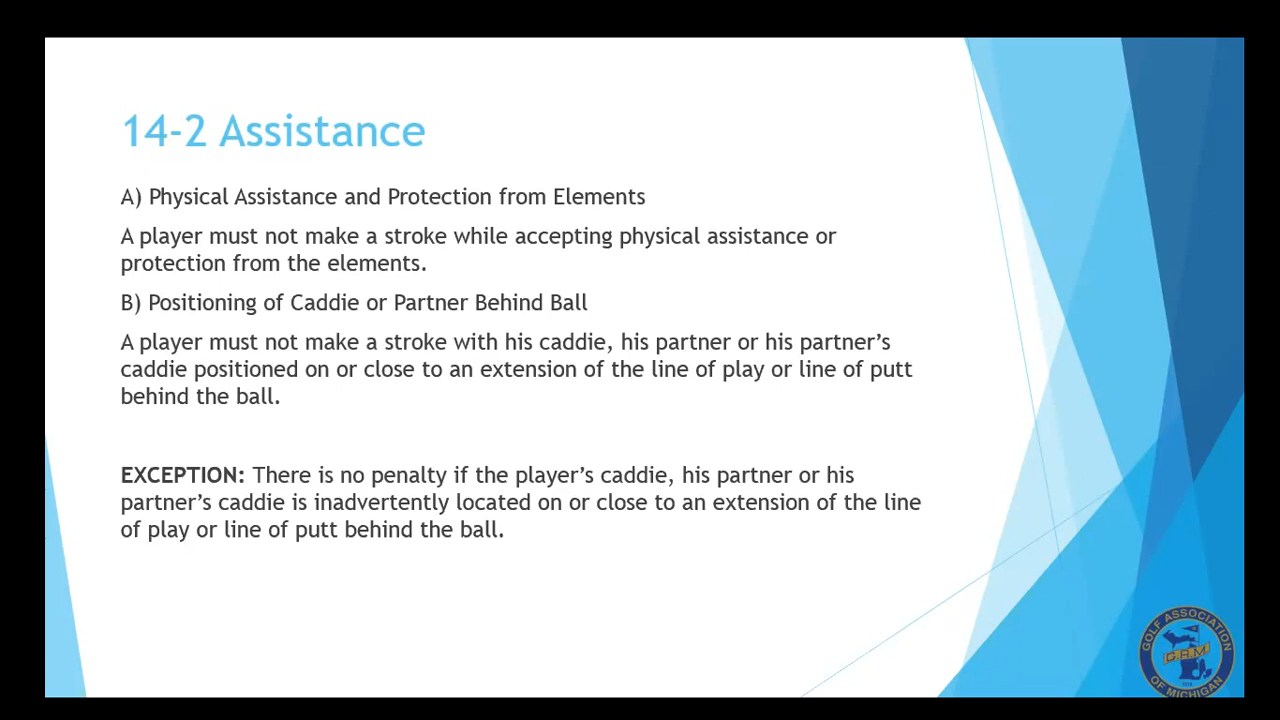 14-2 Assistance
A) Physical Assistance and Protection from Elements
A player must not make a stroke while accepting physical assistance or
protection from the elements.
B) Positioning of Caddie or Partner Behind Ball
A player must not make a stroke with his caddie, his partner or his partner’s
caddie positioned on or close to an extension of the line of play or line of putt
behind the ball.
EXCEPTION: There is no penalty if the player’s caddie, his partner or his
partner’s caddie is inadvertently located on or close to an extension of the line
of play or line of putt behind the ball.
GOLF ASSOCIATION
G.A.M.
OF MICHIGAN